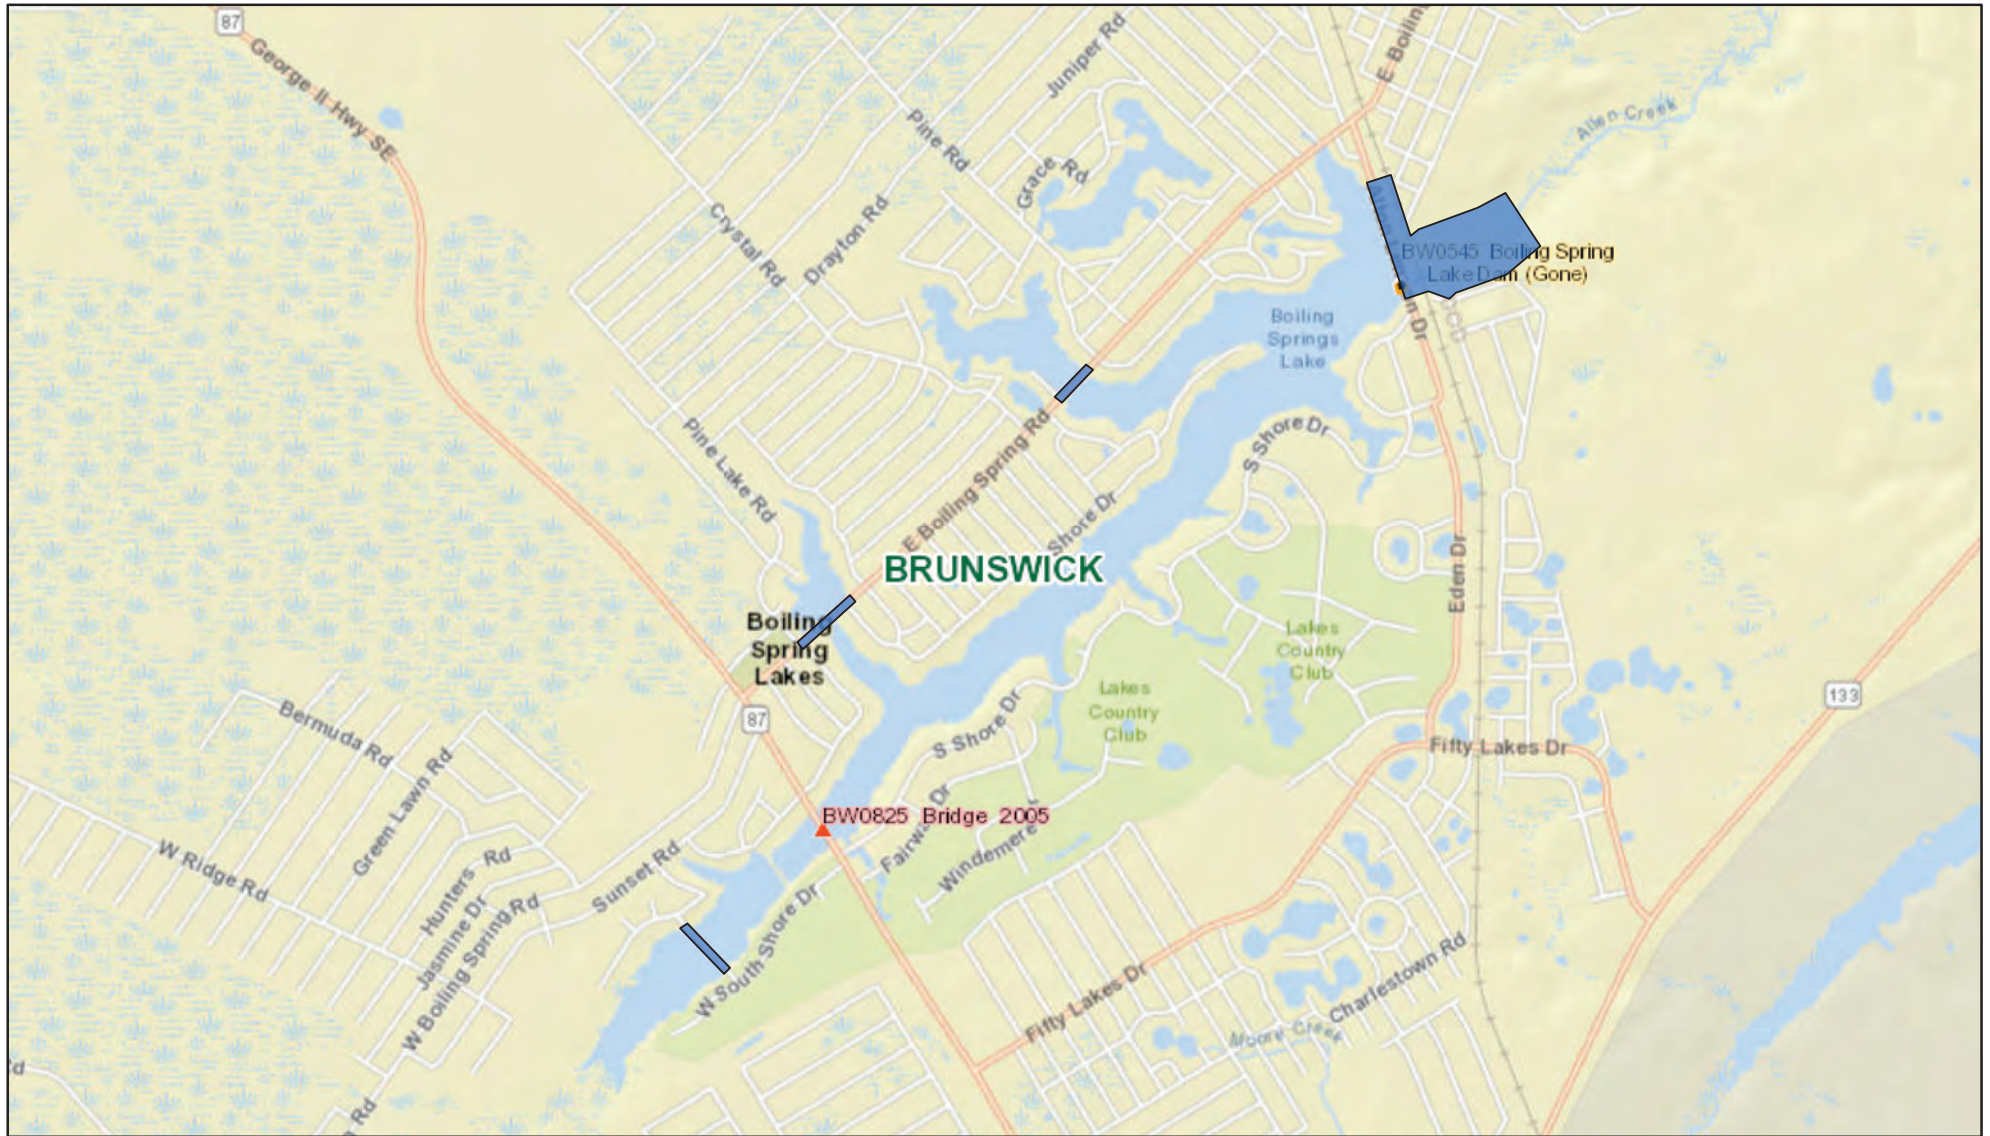 87
George II Hwy SE
Juniper Rd
Pine Rd
Grace Rd
Allen Creek
Crystal Rd
Drayton Rd
BW0545 Boiling Spring
Lake Dam (Gone)
Boiling
Springs
Lake
S Shore Dr
Pine Lake Rd
E Boiling Spring Rd
Shore Dr
BRUNSWICK
Eden Dr
Boiling
Spring
Lakes
Lakes
Country
Club
Lakes
Country
Club
133
87
Bermuda Rd
Green Lawn Rd
S Shore Dr
Fifty Lakes Dr
BW0825 Bridge 2005
W Ridge Rd
Hunters Rd
Jasmine Dr
W Boiling Spring Rd
Sunset Rd
W South Shore Dr
Fifty Lakes Dr
Charlestown Rd
Moore Creek
Rd